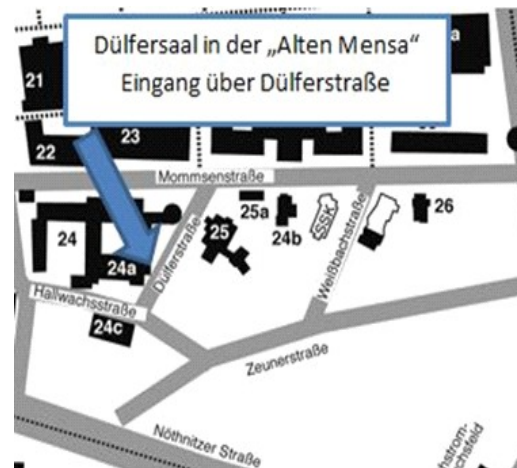 Dülfersaal in der „Alten Mensa“
Eingang über Dülferstraße
a
21
22
23
Mommsenstraße
24
24a
24c
25a
25
24b
SSK
26
Dülferstraße
Weißbachstraße
Hallwachsstraße
Zeunerstraße
Nöthnitzer Straße